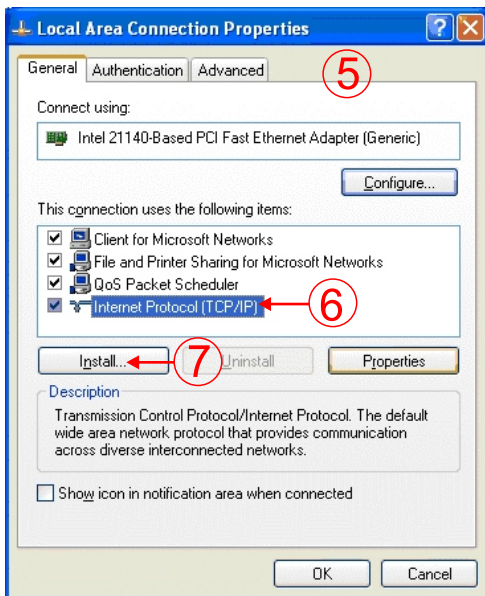 Local Area Connection Properties
General Authentication Advanced
⑤
Connect using:
Intel 21140-Based PCI Fast Ethernet Adapter (Generic)
Configure...
This connection uses the following items:
Client for Microsoft Networks
File and Printer Sharing for Microsoft Networks
QoS Packet Scheduler
Internet Protocol (TCP/IP) ⑥
Install... ⑦ Uninstall Properties
Description
Transmission Control Protocol/Internet Protocol. The default
wide area network protocol that provides communication
across diverse interconnected networks.
Show icon in notification area when connected
OK Cancel